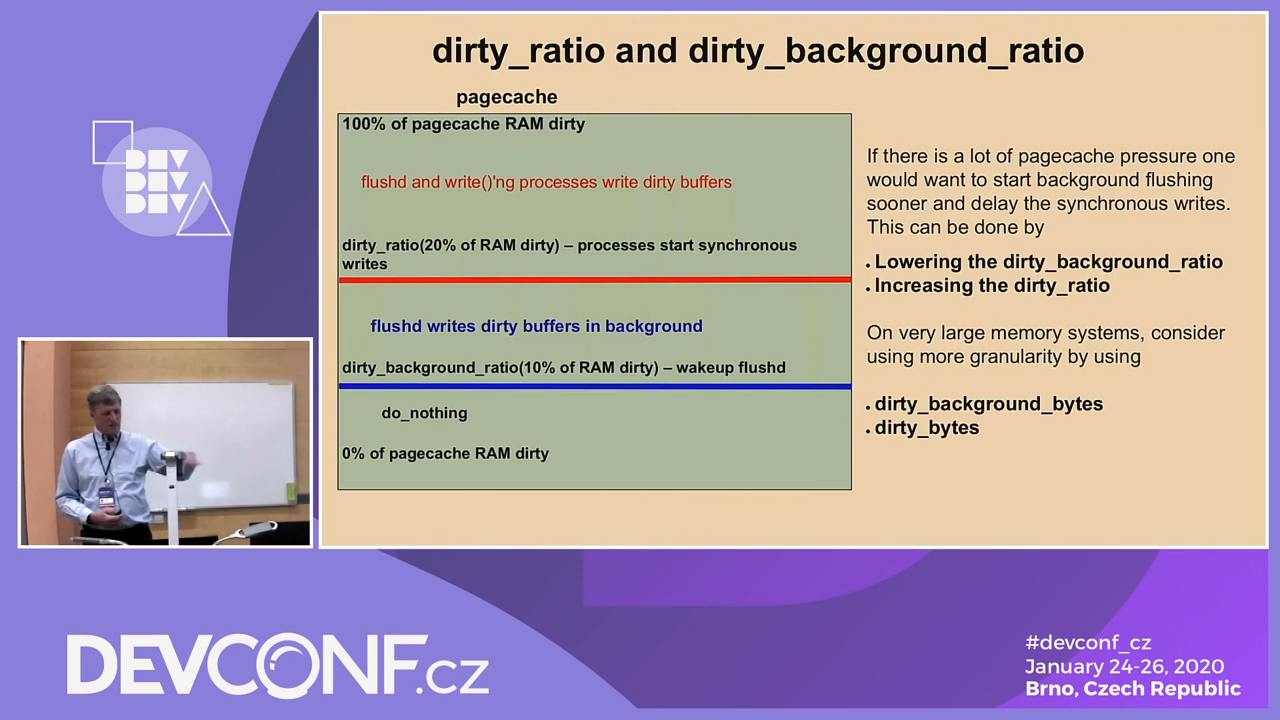 dirty_ratio and dirty_background_ratio
pagecache
100% of pagecache RAM dirty
flushd and write()'ng processes write dirty buffers
dirty_ratio(20% of RAM dirty) – processes start synchronous
writes
flushd writes dirty buffers in background
dirty_background_ratio(10% of RAM dirty) – wakeup flushd
do_nothing
0% of pagecache RAM dirty
If there is a lot of pagecache pressure one
would want to start background flushing
sooner and delay the synchronous writes.
This can be done by
• Lowering the dirty_background_ratio
• Increasing the dirty_ratio
On very large memory systems, consider
using more granularity by using
• dirty_background_bytes
• dirty_bytes
DEV
DEV
DEV
DEVCONF.CZ
#devconf_cz
January 24-26, 2020
Brno, Czech Republic